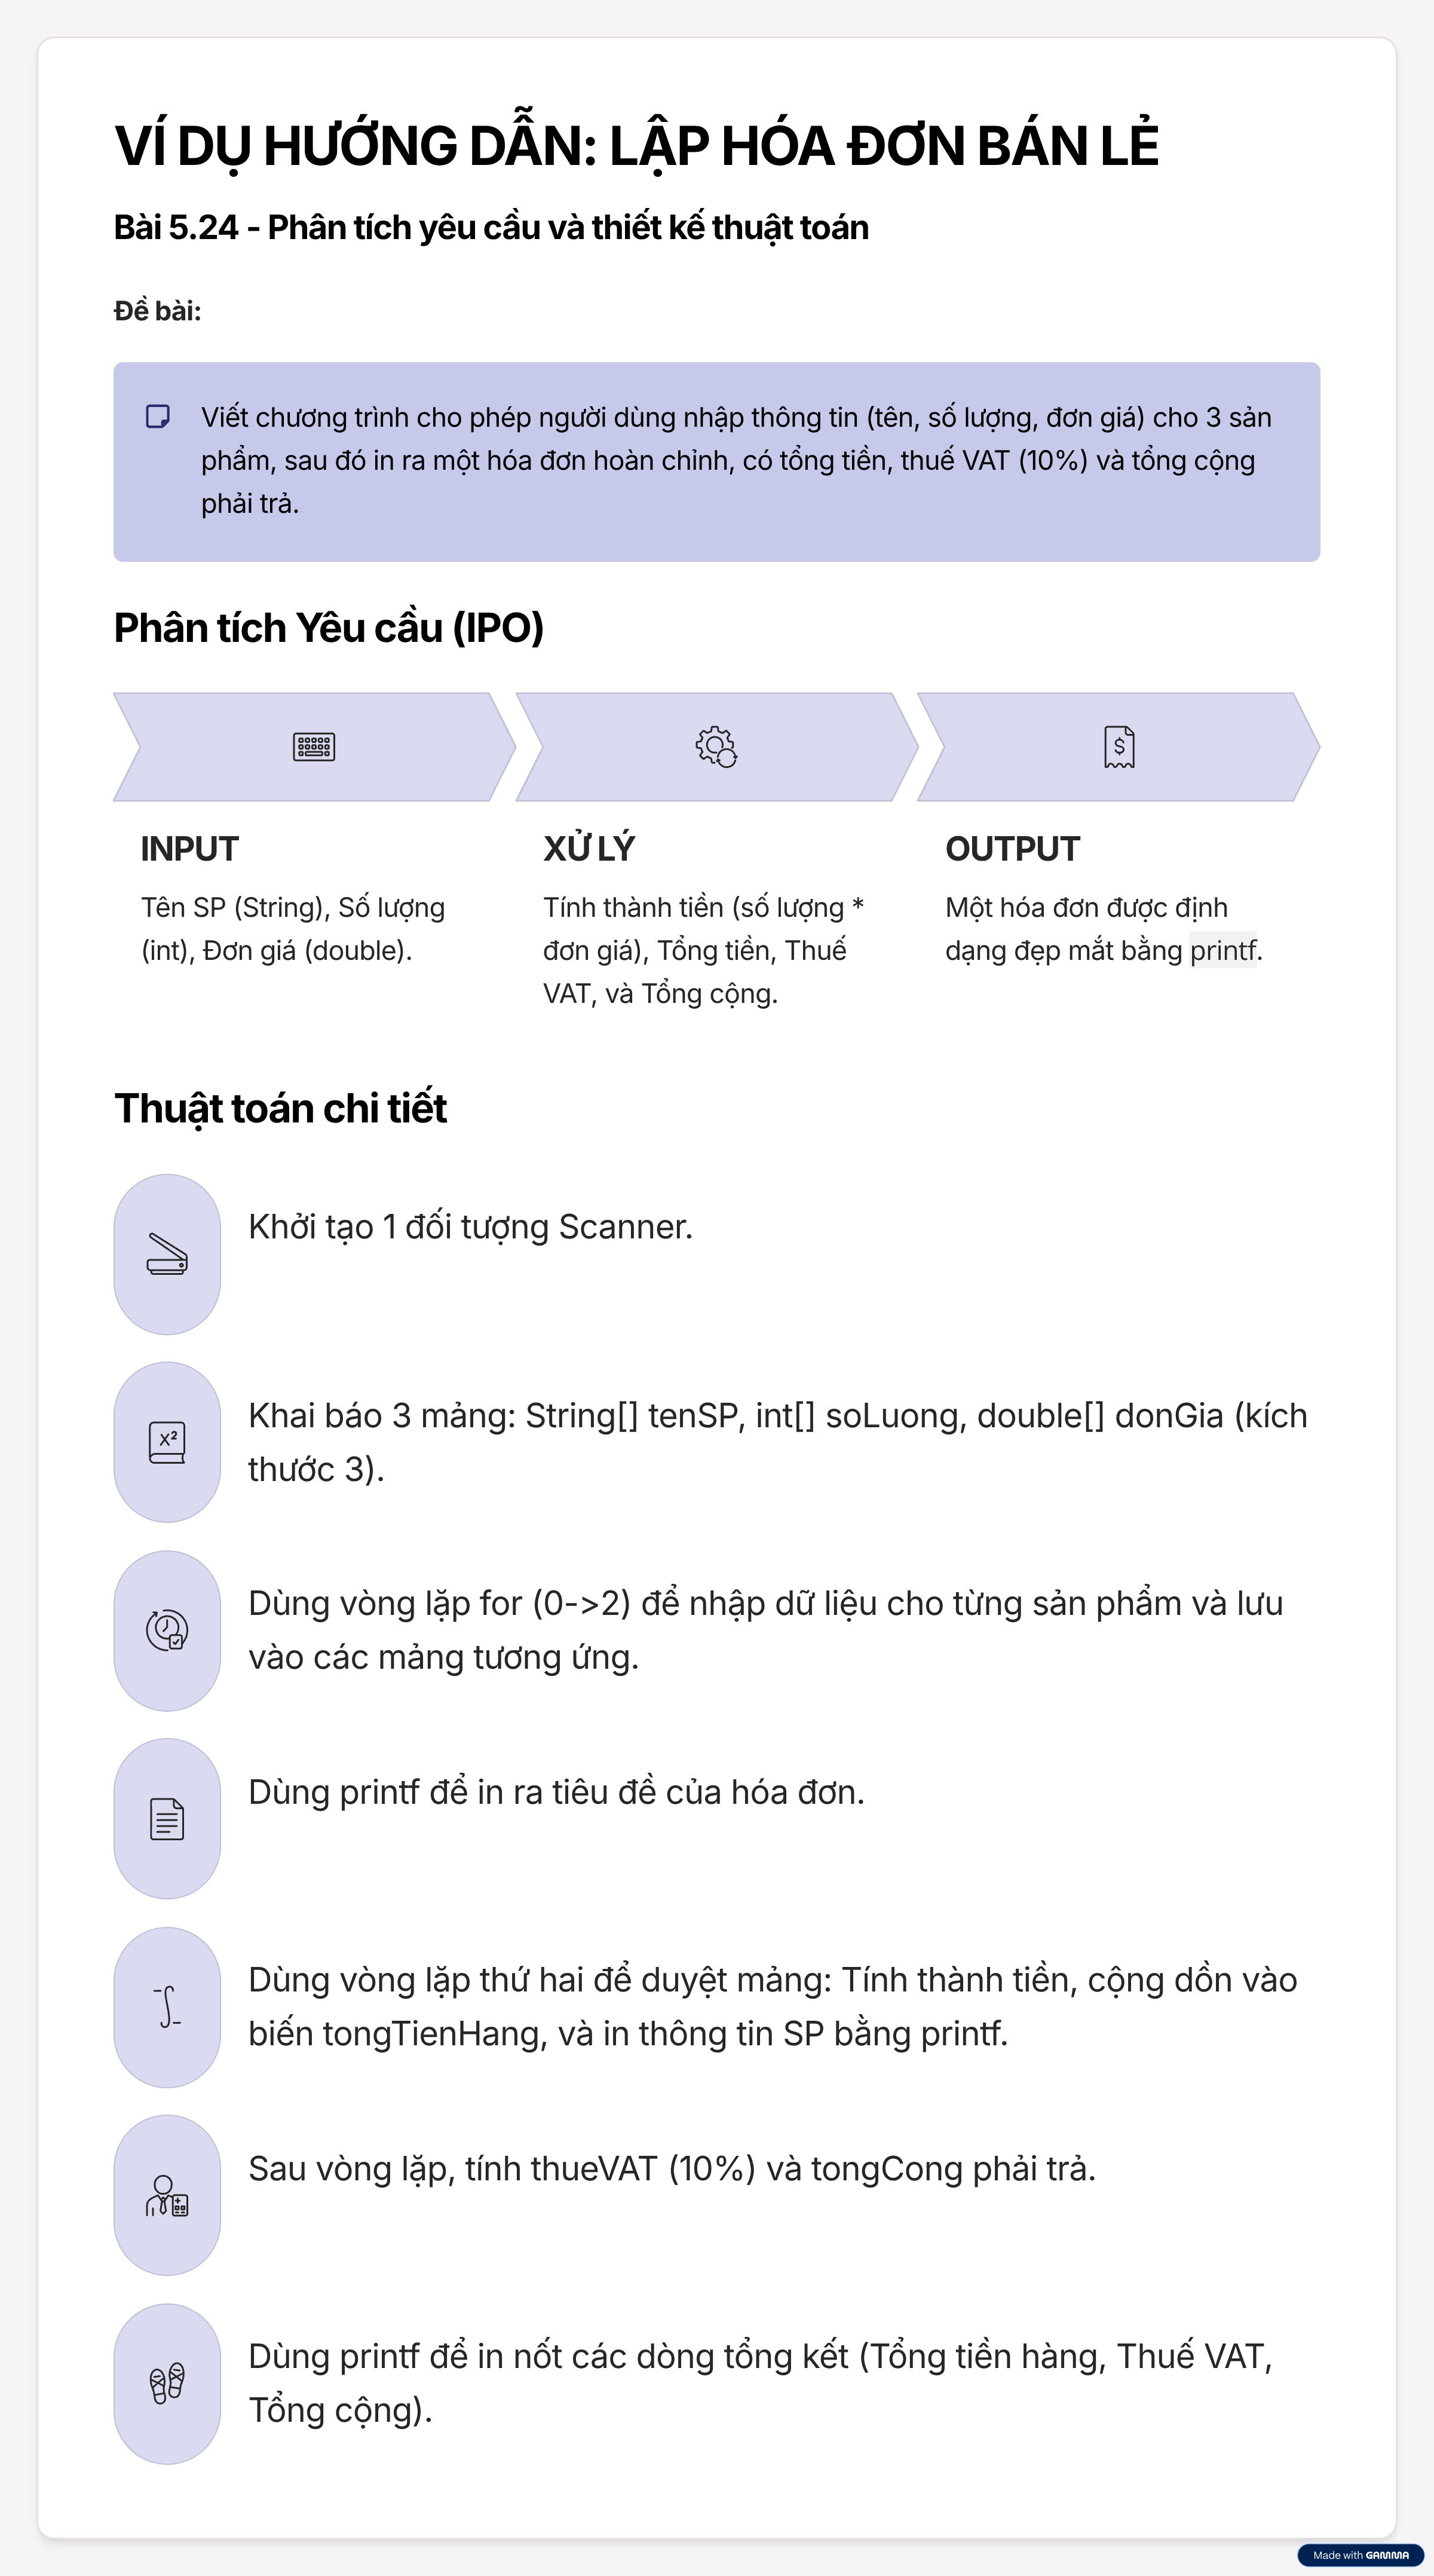 VÍ DỤ HƯỚNG DẪN: LẬP HÓA ĐƠN BÁN LẺ
Bài 5.24 - Phân tích yêu cầu và thiết kế thuật toán
Đề bài:
Viết chương trình cho phép người dùng nhập thông tin (tên, số lượng, đơn giá) cho 3 sản
phẩm, sau đó in ra một hóa đơn hoàn chỉnh, có tổng tiền, thuế VAT (10%) và tổng cộng
phải trả.
Phân tích Yêu cầu (IPO)
INPUT
Tên SP (String), Số lượng
(int), Đơn giá (double).
XỬ LÝ
Tính thành tiền (số lượng *
đơn giá), Tổng tiền, Thuế
VAT, và Tổng cộng.
OUTPUT
Một hóa đơn được định
dạng đẹp mắt bằng printf.
Thuật toán chi tiết
Khởi tạo 1 đối tượng Scanner.
Khai báo 3 mảng: String[] tenSP, int[] soLuong, double[] donGia (kích
thước 3).
Dùng vòng lặp for (0->2) để nhập dữ liệu cho từng sản phẩm và lưu
vào các mảng tương ứng.
Dùng printf để in ra tiêu đề của hóa đơn.
Dùng vòng lặp thứ hai để duyệt mảng: Tính thành tiền, cộng dồn vào
biến tongTienHang, và in thông tin SP bằng printf.
Sau vòng lặp, tính thueVAT (10%) và tongCong phải trả.
Dùng printf để in nốt các dòng tổng kết (Tổng tiền hàng, Thuế VAT,
Tổng cộng).
Made with GAMMA